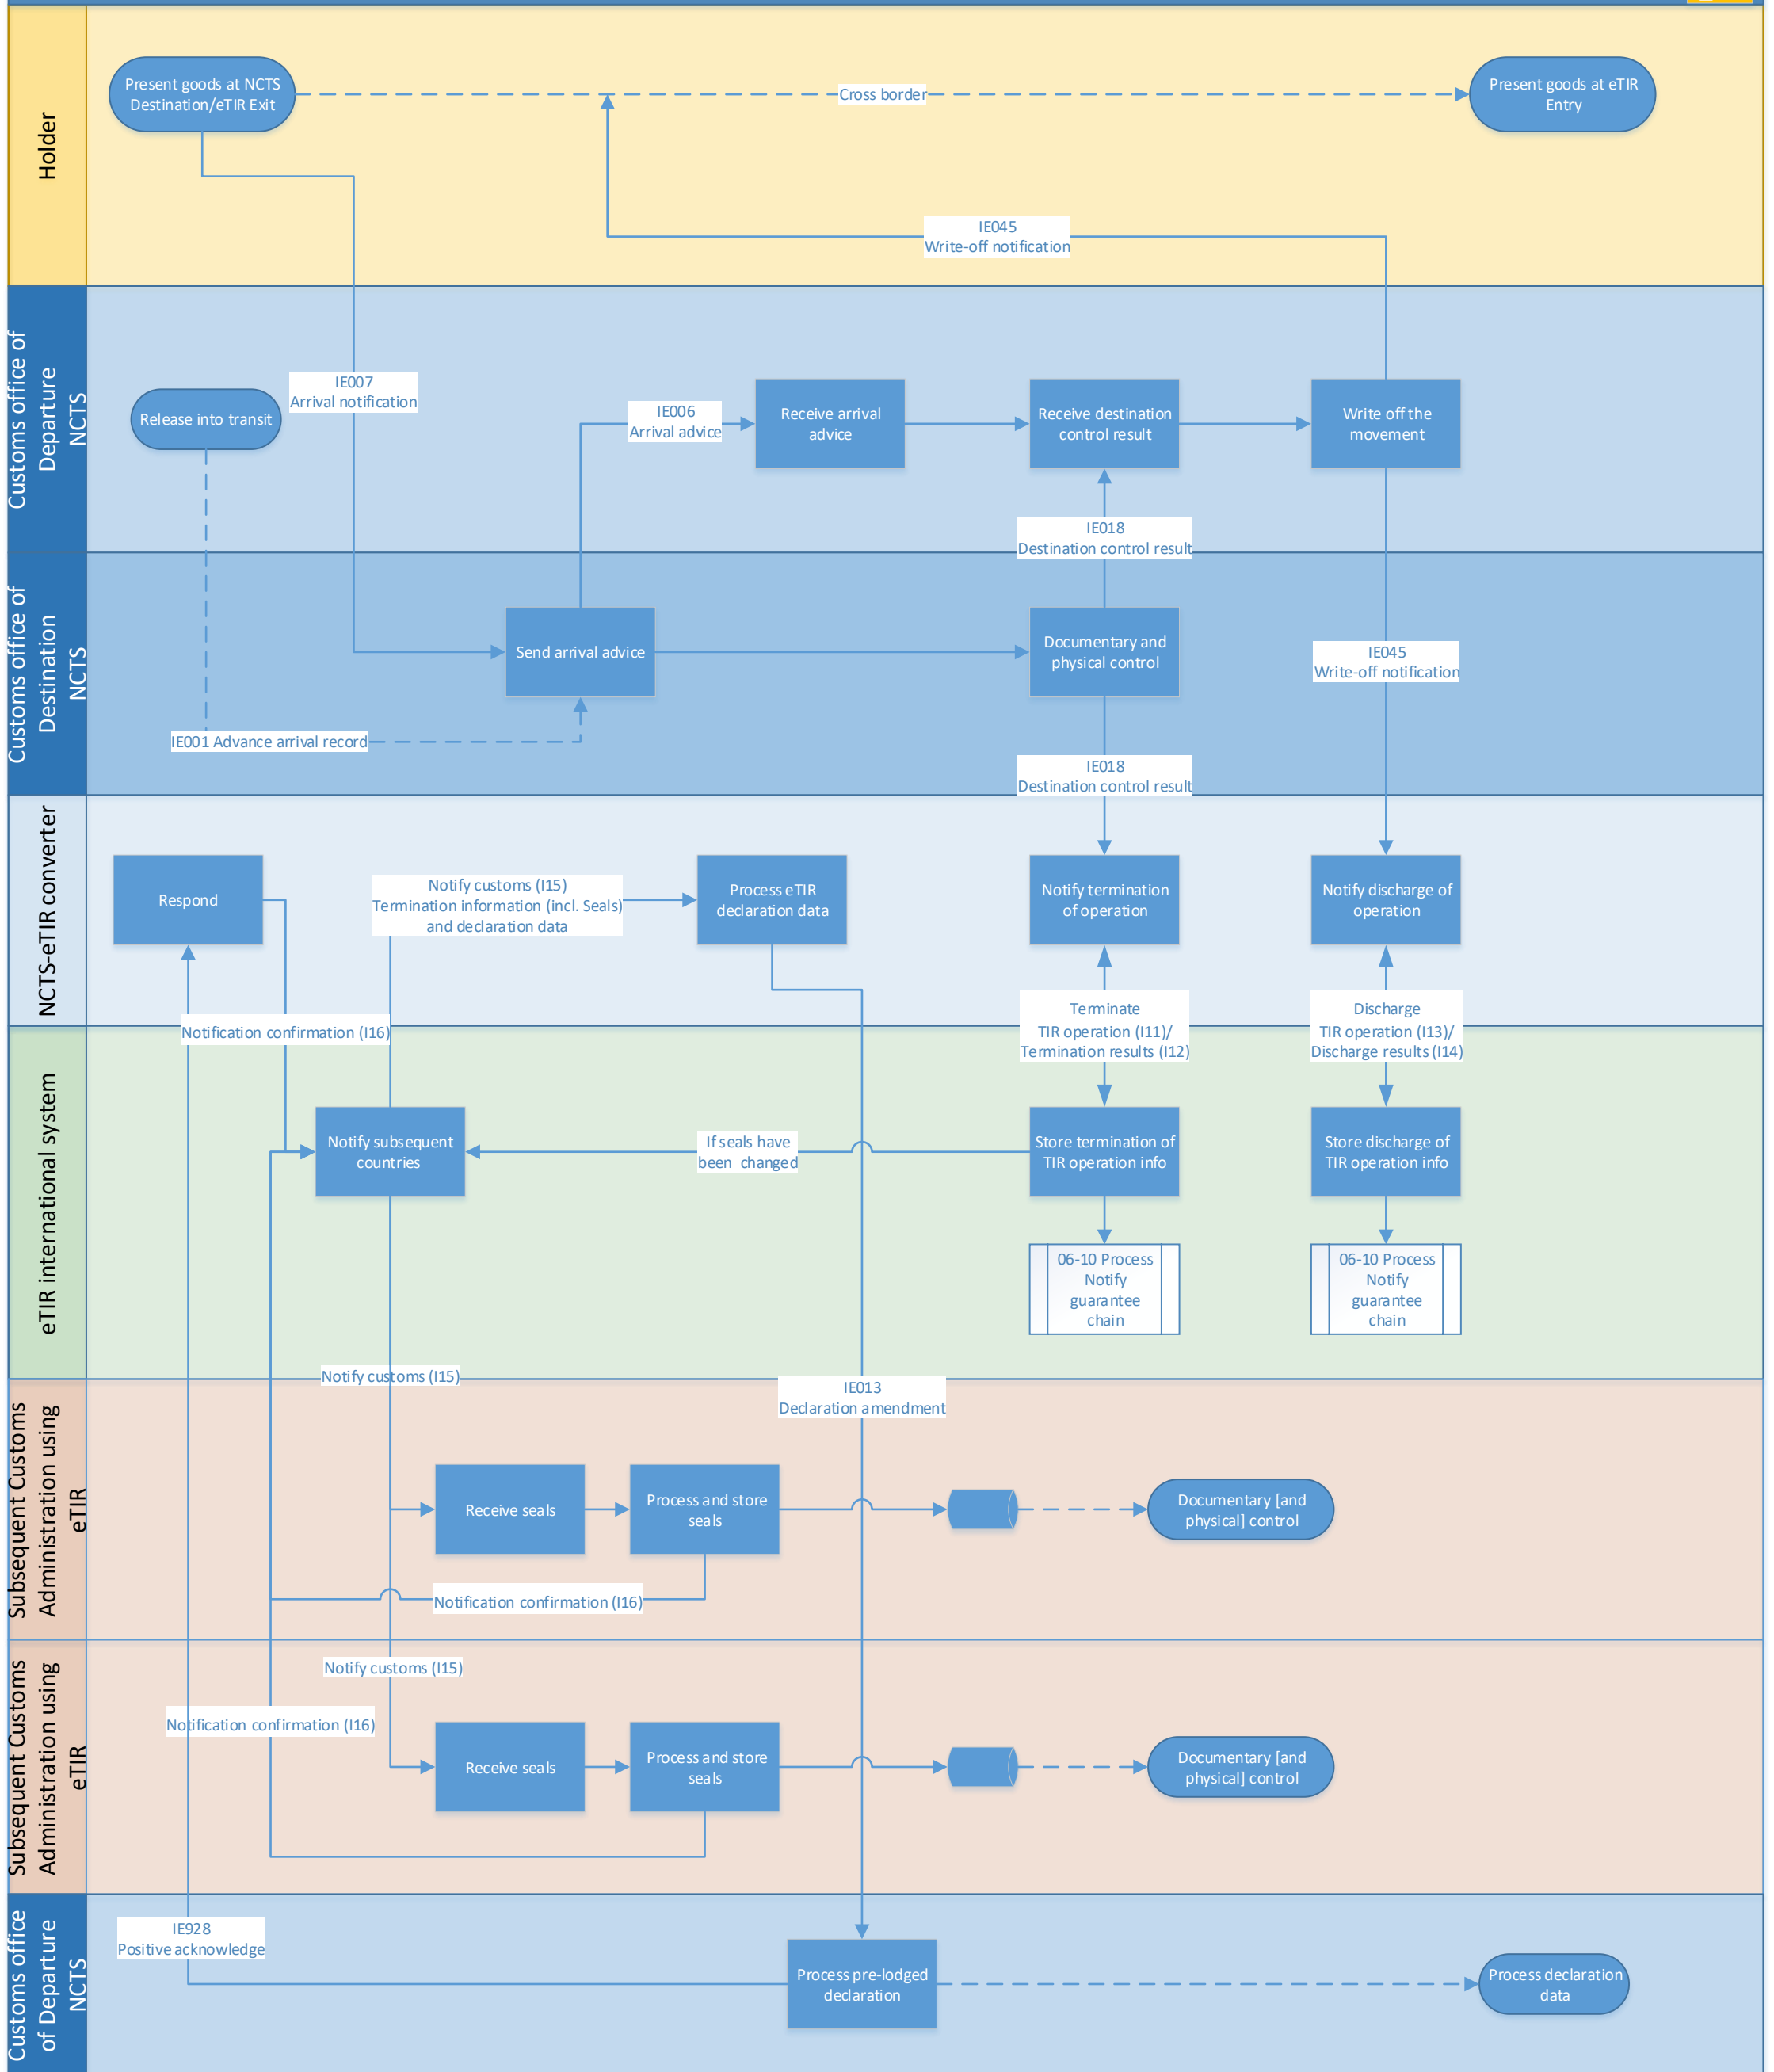 Holder
Present goods at NCTS
Destination/eTIR Exit
Cross border
Present goods at eTIR
Entry
IE045
Write-off notification
Customs office of
Departure
NCTS
Release into transit
IE007
Arrival notification
IE006
Arrival advice
Receive arrival
advice
Receive destination
control result
Write off the
movement
IE018
Destination control result
Customs office of
Destination
NCTS
Send arrival advice
Documentary and
physical control
IE045
Write-off notification
IE001 Advance arrival record
IE018
Destination control result
NCTS-eTIR converter
Respond
Notify customs (I15)
Termination information (incl. Seals)
and declaration data
Process eTIR
declaration data
Notify termination
of operation
Notify discharge of
operation
Notification confirmation (I16)
Terminate
TIR operation (I11)/
Termination results (I12)
Discharge
TIR operation (I13)/
Discharge results (I14)
eTIR international system
Notify subsequent
countries
If seals have
been changed
Store termination of
TIR operation info
Store discharge of
TIR operation info
06-10 Process
Notify
guarantee
chain
06-10 Process
Notify
guarantee
chain
Notify customs (I15)
IE013
Declaration amendment
Subsequent Customs
Administration using
eTIR
Receive seals
Process and store
seals
Documentary [and
physical] control
Notification confirmation (I16)
Subsequent Customs
Administration using
eTIR
Notify customs (I15)
Notification confirmation (I16)
Receive seals
Process and store
seals
Documentary [and
physical] control
Customs office
of Departure
NCTS
IE928
Positive acknowledge
Process pre-lodged
declaration
Process declaration
data